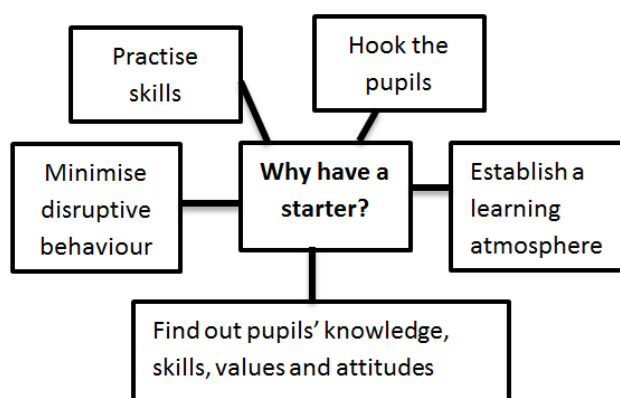 Practise
skills
Hook the
pupils
Minimise
disruptive
behaviour
Why have a
starter?
Establish a
learning
atmosphere
Find out pupils’ knowledge,
skills, values and attitudes